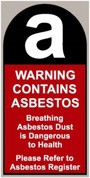 a
WARNING
CONTAINS
ASBESTOS
Breathing
Asbestos Dust
is Dangerous
to Health
Please Refer to
Asbestos Register